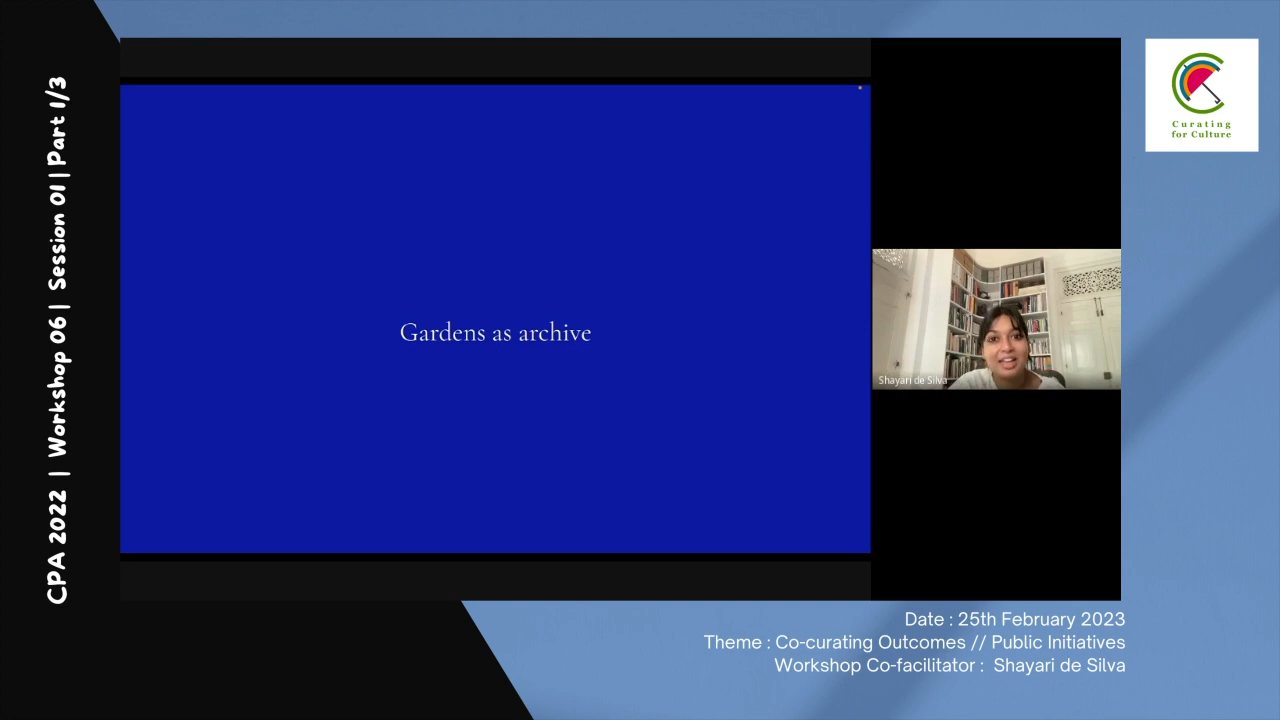 CPA 2022 | Workshop 06 | Session 01 | Part 1/3
Gardens as archive
Shayari de Silva
Curating
for Culture
Date : 25th February 2023
Theme : Co-curating Outcomes // Public Initiatives
Workshop Co-facilitator : Shayari de Silva